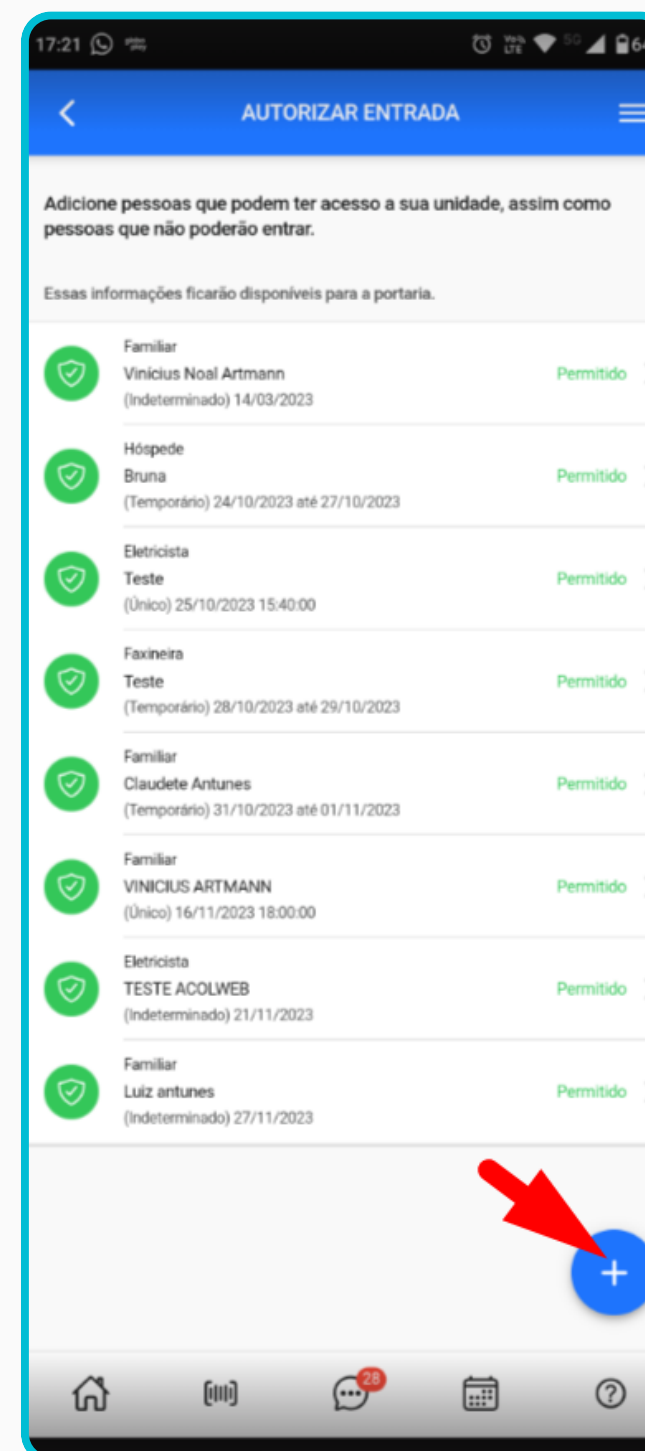 17:21
Vo))
LTE
5G
64
AUTORIZAR ENTRADA
Adicione pessoas que podem ter acesso a sua unidade, assim como
pessoas que não poderão entrar.
Essas informações ficarão disponíveis para a portaria.
Familiar
Vinícius Noal Artmann
Permitido
(Indeterminado) 14/03/2023
Hóspede
Bruna
Permitido
(Temporário) 24/10/2023 até 27/10/2023
Eletricista
Teste
Permitido
(Único) 25/10/2023 15:40:00
Faxineira
Teste
Permitido
(Temporário) 28/10/2023 até 29/10/2023
Familiar
Claudete Antunes
Permitido
(Temporário) 31/10/2023 até 01/11/2023
Familiar
VINICIUS ARTMANN
Permitido
(Único) 16/11/2023 18:00:00
Eletricista
TESTE ACOLWEB
Permitido
(Indeterminado) 21/11/2023
Familiar
Luiz antunes
Permitido
(Indeterminado) 27/11/2023
28